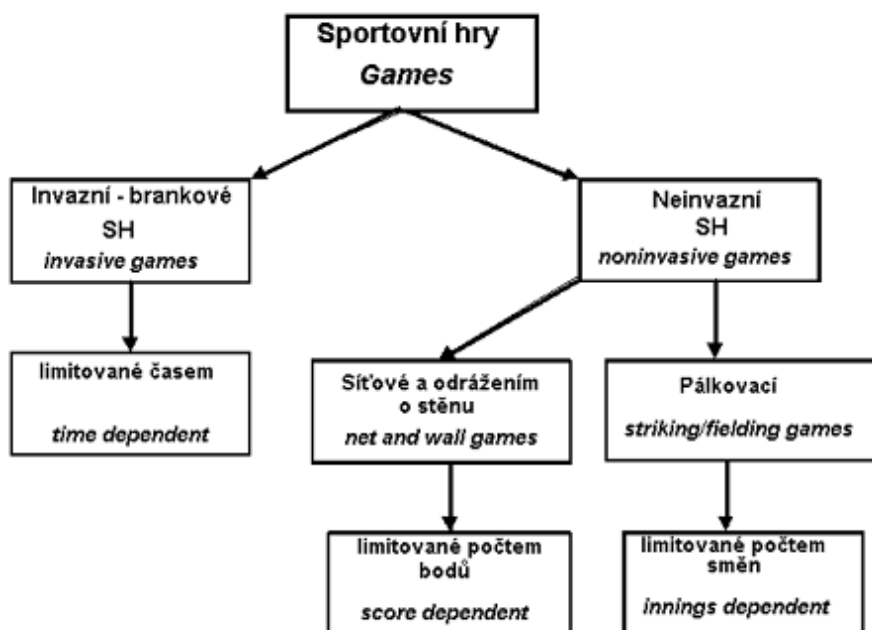 Sportovní hry
Games
Invazní - brankové
SH
invasive games
Neinvazní
SH
noninvasive games
limitované časem
time dependent
Síťové a odrážením
o stěnu
net and wall games
Pálkovací
striking/fielding games
limitované počtem
bodů
score dependent
limitované počtem
směn
innings dependent